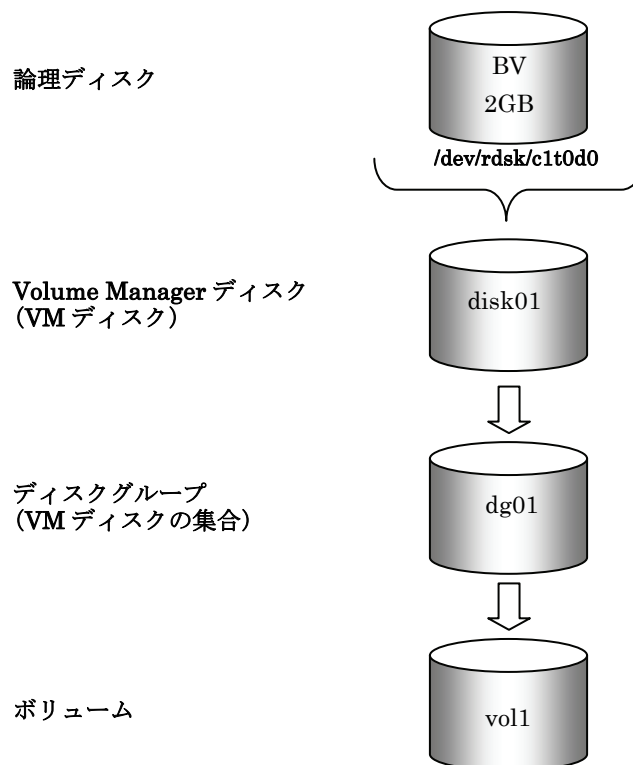 論理ディスク
BV
2GB
/dev/rdsk/c1t0d0
Volume Manager ディスク
(VM ディスク)
disk01
ディスクグループ
(VM ディスクの集合)
dg01
ボリューム
vol1